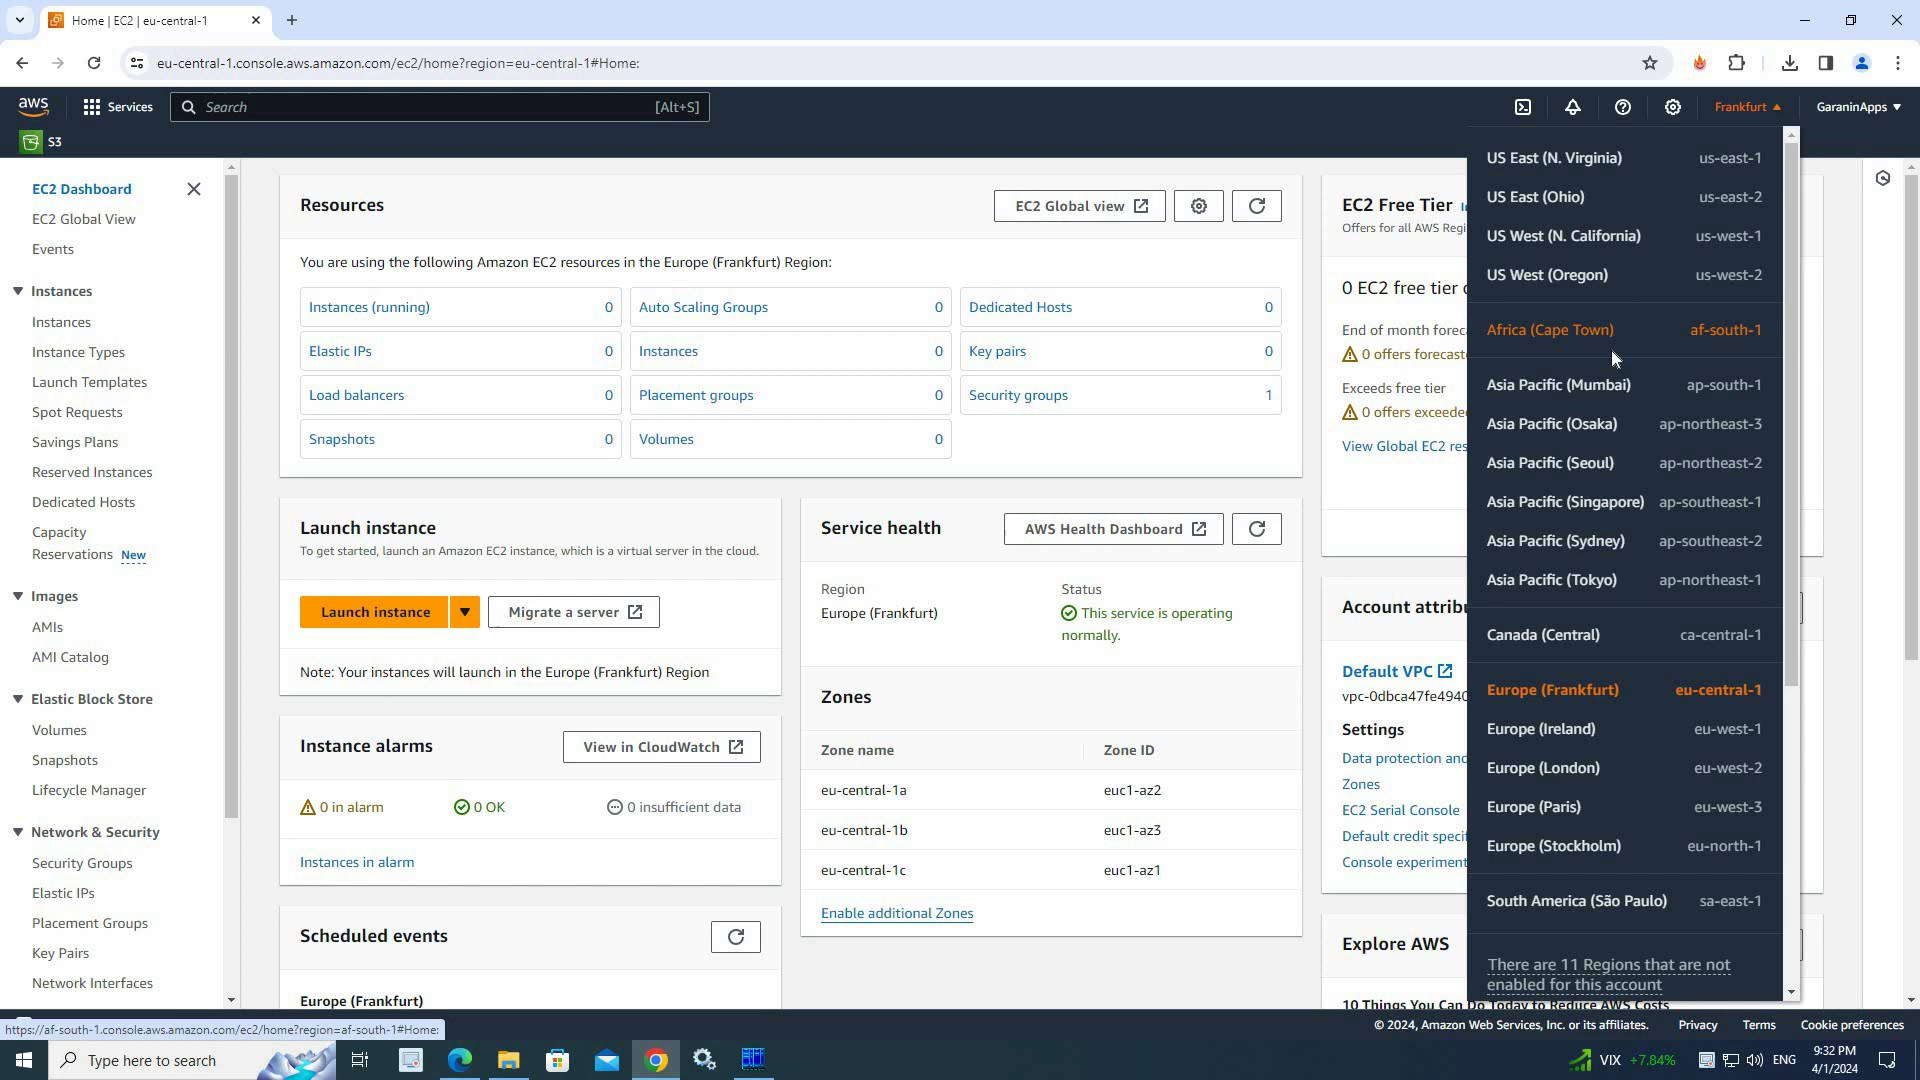 Home | EC2 | eu-central-1
eu-central-1.console.aws.amazon.com/ec2/home?region=eu-central-1#Home:
aws
Services
Search
[Alt+S]
Frankfurt
GaraninApps
S3
EC2 Dashboard
EC2 Global View
Events
Instances
Instances
Instance Types
Launch Templates
Spot Requests
Savings Plans
Reserved Instances
Dedicated Hosts
Capacity
Reservations New
Images
AMIs
AMI Catalog
Elastic Block Store
Volumes
Snapshots
Lifecycle Manager
Network & Security
Security Groups
Elastic IPs
Placement Groups
Key Pairs
Network Interfaces
Resources
EC2 Global view
You are using the following Amazon EC2 resources in the Europe (Frankfurt) Region:
Instances (running) 0
Auto Scaling Groups 0
Dedicated Hosts 0
Elastic IPs 0
Instances 0
Key pairs 0
Load balancers 0
Placement groups 0
Security groups 1
Snapshots 0
Volumes 0
Launch instance
To get started, launch an Amazon EC2 instance, which is a virtual server in the cloud.
Launch instance
Migrate a server
Note: Your instances will launch in the Europe (Frankfurt) Region
Instance alarms
View in CloudWatch
0 in alarm
0 OK
0 insufficient data
Instances in alarm
Scheduled events
Europe (Frankfurt)
Service health
AWS Health Dashboard
Region
Europe (Frankfurt)
Status
This service is operating
normally.
Zones
Zone name
Zone ID
eu-central-1a
euc1-az2
eu-central-1b
euc1-az3
eu-central-1c
euc1-az1
Enable additional Zones
EC2 Free Tier
Offers for all AWS Regi
0 EC2 free tier
End of month forec
0 offers forecast
Exceeds free tier
0 offers exceede
View Global EC2 res
Account attribu
Default VPC
vpc-0dbca47fe4940
Settings
Data protection and
Zones
EC2 Serial Console
Default credit specif
Console experiment
Explore AWS
10 Things You Can Do Today to Reduce AWS Costs
US East (N. Virginia) us-east-1
US East (Ohio) us-east-2
US West (N. California) us-west-1
US West (Oregon) us-west-2
Africa (Cape Town) af-south-1
Asia Pacific (Mumbai) ap-south-1
Asia Pacific (Osaka) ap-northeast-3
Asia Pacific (Seoul) ap-northeast-2
Asia Pacific (Singapore) ap-southeast-1
Asia Pacific (Sydney) ap-southeast-2
Asia Pacific (Tokyo) ap-northeast-1
Canada (Central) ca-central-1
Europe (Frankfurt) eu-central-1
Europe (Ireland) eu-west-1
Europe (London) eu-west-2
Europe (Paris) eu-west-3
Europe (Stockholm) eu-north-1
South America (São Paulo) sa-east-1
There are 11 Regions that are not
enabled for this account
https://af-south-1.console.aws.amazon.com/ec2/home?region=af-south-1#Home:
© 2024, Amazon Web Services, Inc. or its affiliates.
Privacy
Terms
Cookie preferences
Type here to search
VIX +7.84%
ENG
9:32 PM
4/1/2024